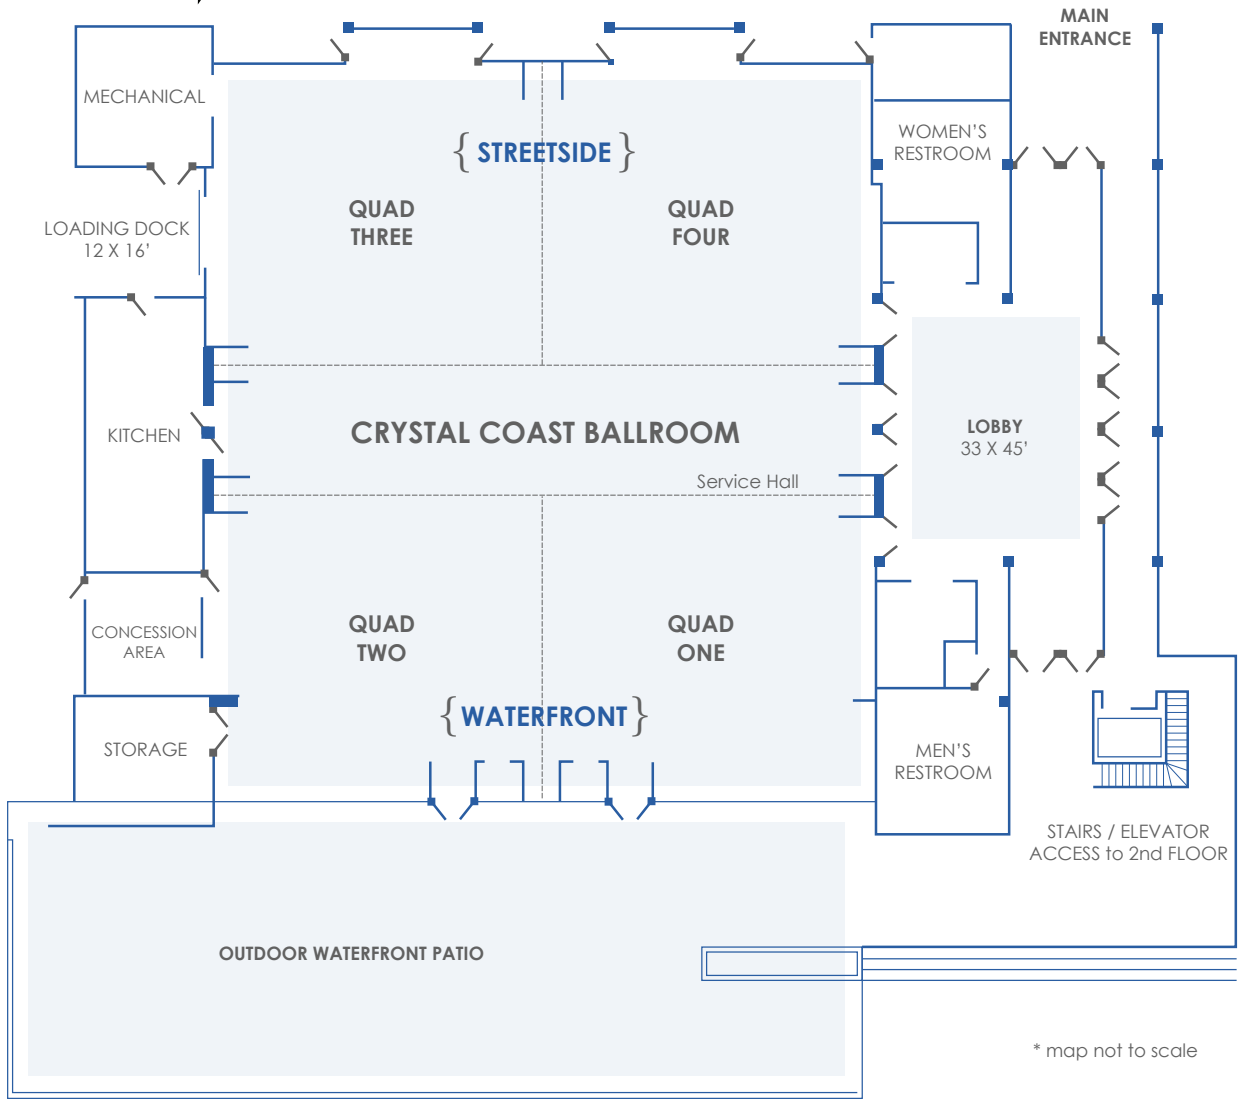 MAIN
ENTRANCE
MECHANICAL
WOMEN'S
RESTROOM
{ STREETSIDE }
QUAD
THREE
QUAD
FOUR
LOADING DOCK
12 X 16'
KITCHEN
CRYSTAL COAST BALLROOM
LOBBY
33 X 45'
Service Hall
CONCESSION
AREA
QUAD
TWO
QUAD
ONE
{ WATERFRONT }
STORAGE
MEN'S
RESTROOM
STAIRS / ELEVATOR
ACCESS to 2nd FLOOR
OUTDOOR WATERFRONT PATIO
* map not to scale